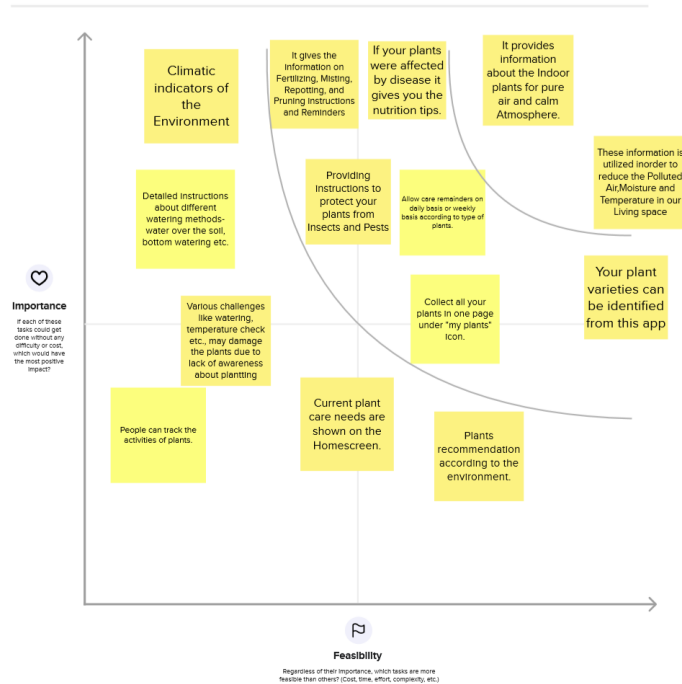 Climatic
indicators of
the
Environment
It gives the
information on
Fertilizing, Misting,
Repotting, and
Pruning Instructions
and Reminders
If your plants
were affected
by disease it
gives you the
nutrition tips.
It provides
information
about the Indoor
plants for pure
air and calm
Atmosphere.
These information is
utilized inorder to
reduce the Polluted
Air,Moisture and
Temperature in our
Living space
Detailed instructions
about different
watering methods-
water over the soil,
bottom watering etc.
Providing
instructions to
protect your
plants from
Insects and Pests
Allow care remainders on
daily basis or weekly
basis according to type of
plants.
Your plant
varieties can
be identified
from this app
Importance
If each of these
tasks could get
done without any
difficulty or cost,
which would have
the most positive
impact?
Various challenges
like watering,
temperature check
etc., may damage
the plants due to
lack of awareness
about plantting
Collect all your
plants in one page
under "my plants"
icon.
People can track the
activities of plants.
Current plant
care needs are
shown on the
Homescreen.
Plants
recommendation
according to the
environment.
Feasibility
Regardless of their importance, which tasks are more
feasible than others? (Cost, time, effort, complexity, etc.)